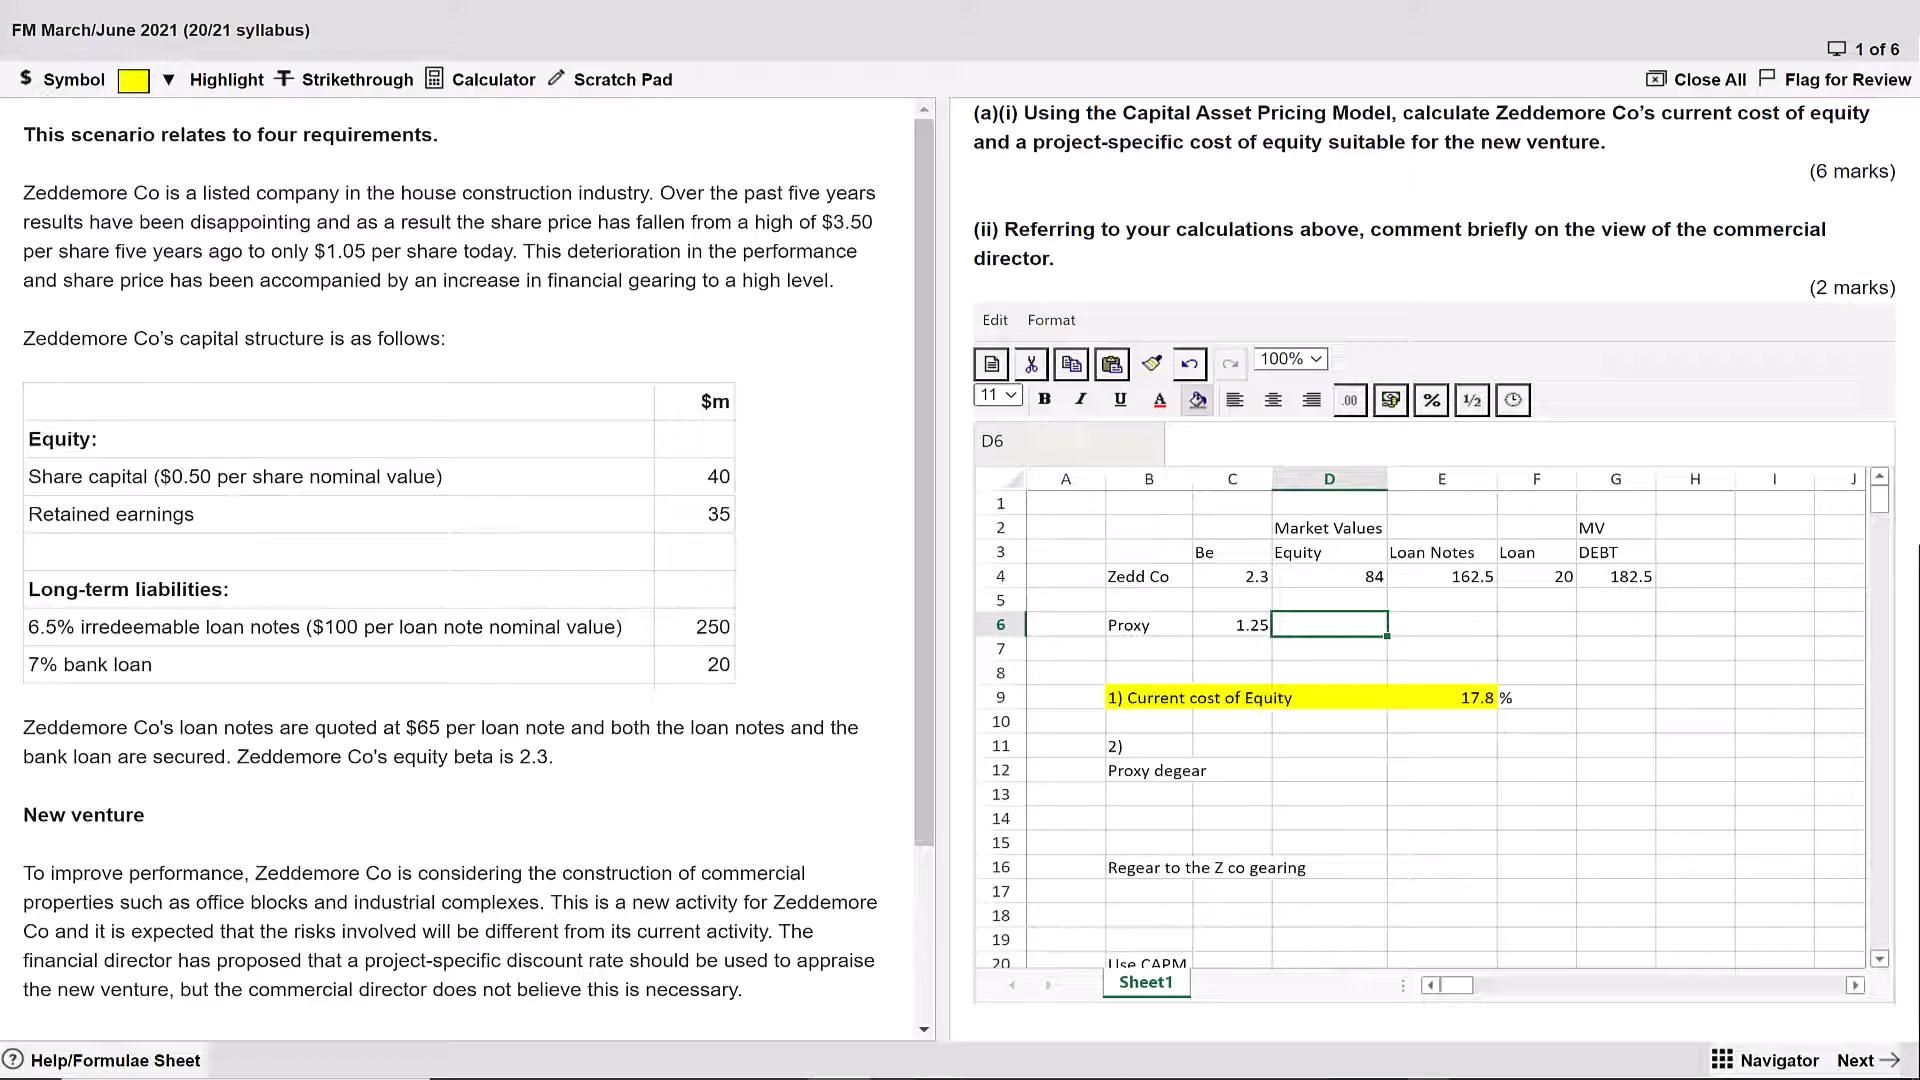 FM March/June 2021 (20/21 syllabus)
1 of 6
$ Symbol ▼ Highlight Strikethrough Calculator Scratch Pad
Close All Flag for Review
This scenario relates to four requirements.
Zeddemore Co is a listed company in the house construction industry. Over the past five years
results have been disappointing and as a result the share price has fallen from a high of $3.50
per share five years ago to only $1.05 per share today. This deterioration in the performance
and share price has been accompanied by an increase in financial gearing to a high level.
Zeddemore Co’s capital structure is as follows:
$m
Equity:
Share capital ($0.50 per share nominal value) 40
Retained earnings 35
Long-term liabilities:
6.5% irredeemable loan notes ($100 per loan note nominal value) 250
7% bank loan 20
Zeddemore Co's loan notes are quoted at $65 per loan note and both the loan notes and the
bank loan are secured. Zeddemore Co's equity beta is 2.3.
New venture
To improve performance, Zeddemore Co is considering the construction of commercial
properties such as office blocks and industrial complexes. This is a new activity for Zeddemore
Co and it is expected that the risks involved will be different from its current activity. The
financial director has proposed that a project-specific discount rate should be used to appraise
the new venture, but the commercial director does not believe this is necessary.
(a)(i) Using the Capital Asset Pricing Model, calculate Zeddemore Co’s current cost of equity
and a project-specific cost of equity suitable for the new venture.
(6 marks)
(ii) Referring to your calculations above, comment briefly on the view of the commercial
director.
(2 marks)
Edit Format
100%
11 B I U A .00 % 1/2
D6
A B C D E F G H I J
1
2 Market Values MV
3 Be Equity Loan Notes Loan DEBT
4 Zedd Co 2.3 84 162.5 20 182.5
5
6 Proxy 1.25
7
8
9 1) Current cost of Equity 17.8 %
10
11 2)
12 Proxy degear
13
14
15
16 Regear to the Z co gearing
17
18
19
20 Use CAPM
Sheet1
? Help/Formulae Sheet
Navigator Next